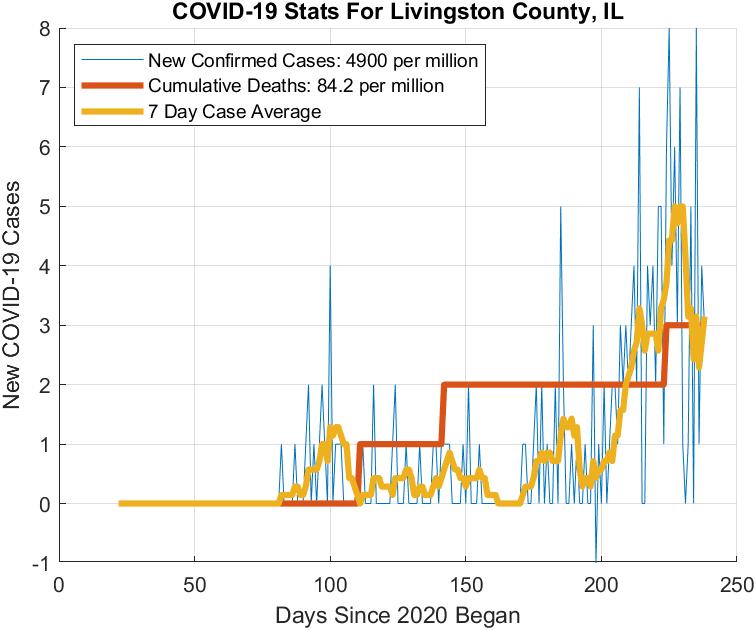 COVID-19 Stats For Livingston County, IL
New Confirmed Cases: 4900 per million
Cumulative Deaths: 84.2 per million
7 Day Case Average
New COVID-19 Cases
8
7
6
5
4
3
2
1
0
-1
0 50 100 150 200 250
Days Since 2020 Began